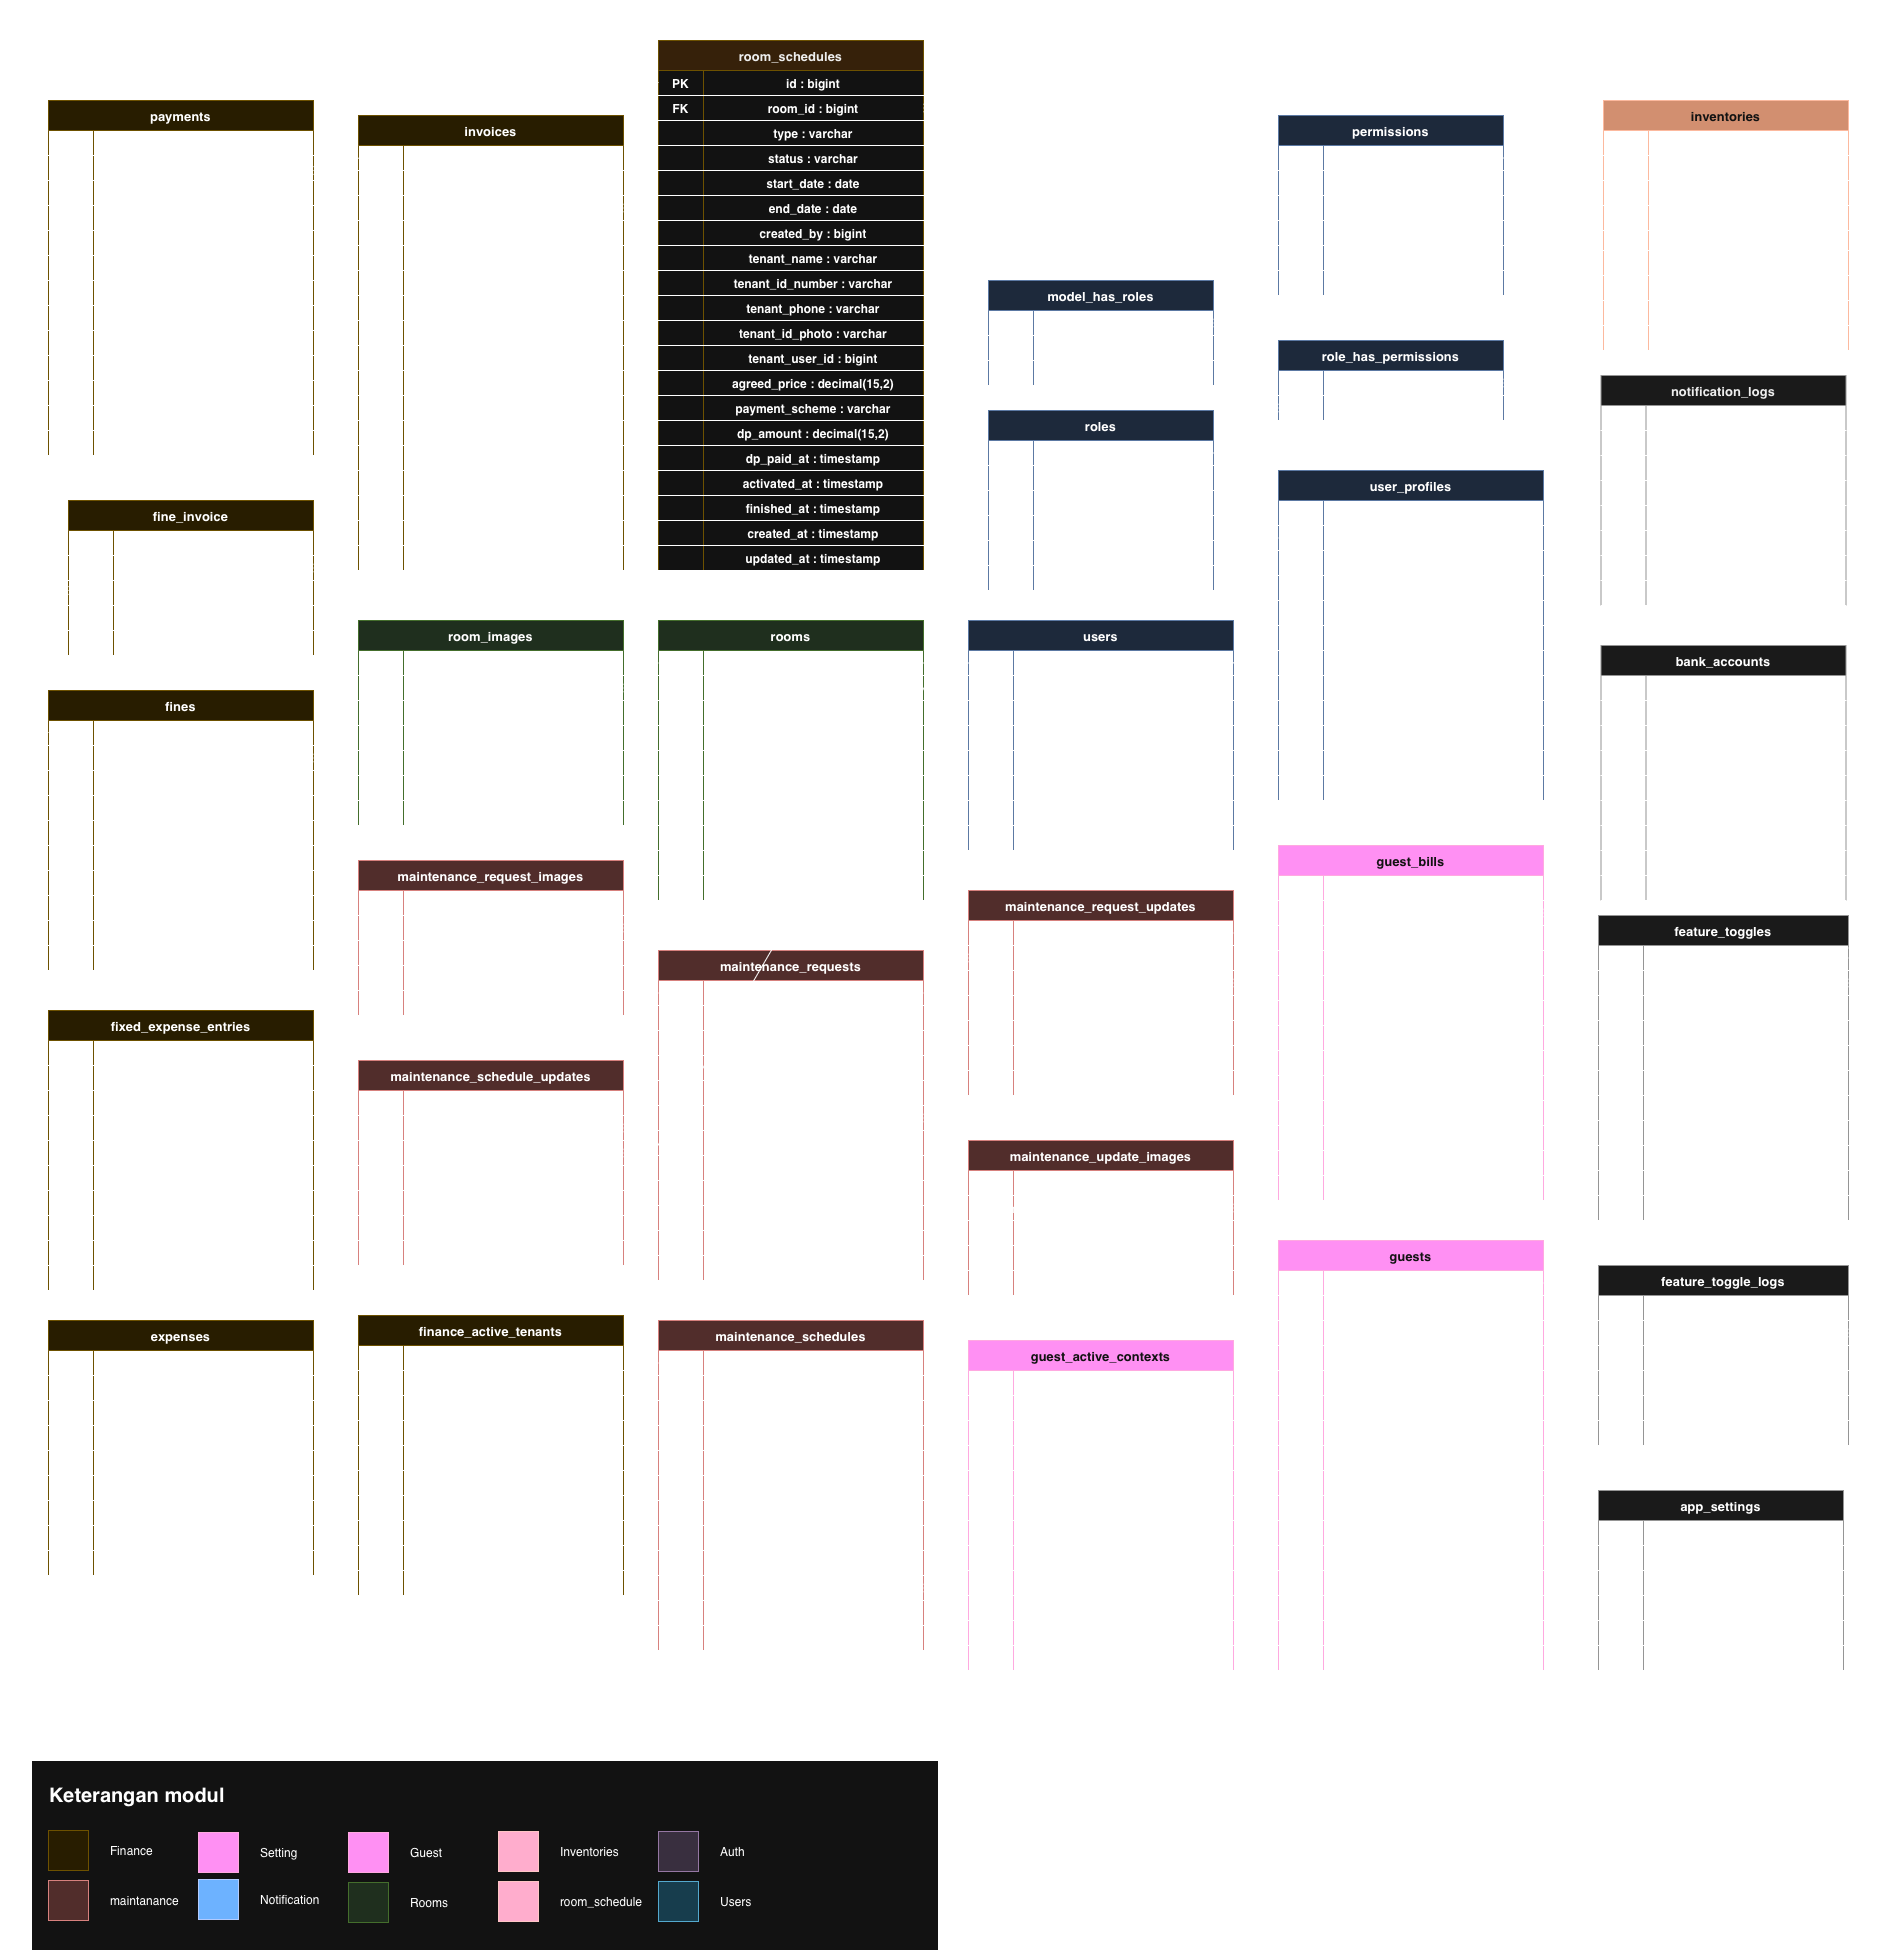 payments
fine_invoice
fines
fixed_expense_entries
expenses
invoices
room_images
maintenance_request_images
maintenance_schedule_updates
finance_active_tenants
room_schedules
PK id : bigint
FK room_id : bigint
type : varchar
status : varchar
start_date : date
end_date : date
created_by : bigint
tenant_name : varchar
tenant_id_number : varchar
tenant_phone : varchar
tenant_id_photo : varchar
tenant_user_id : bigint
agreed_price : decimal(15,2)
payment_scheme : varchar
dp_amount : decimal(15,2)
dp_paid_at : timestamp
activated_at : timestamp
finished_at : timestamp
created_at : timestamp
updated_at : timestamp
rooms
maintenance_requests
maintenance_schedules
model_has_roles
roles
users
maintenance_request_updates
maintenance_update_images
guest_active_contexts
permissions
role_has_permissions
user_profiles
guest_bills
guests
inventories
notification_logs
bank_accounts
feature_toggles
feature_toggle_logs
app_settings
Keterangan modul
Finance
Setting
Guest
Inventories
Auth
maintanance
Notification
Rooms
room_schedule
Users